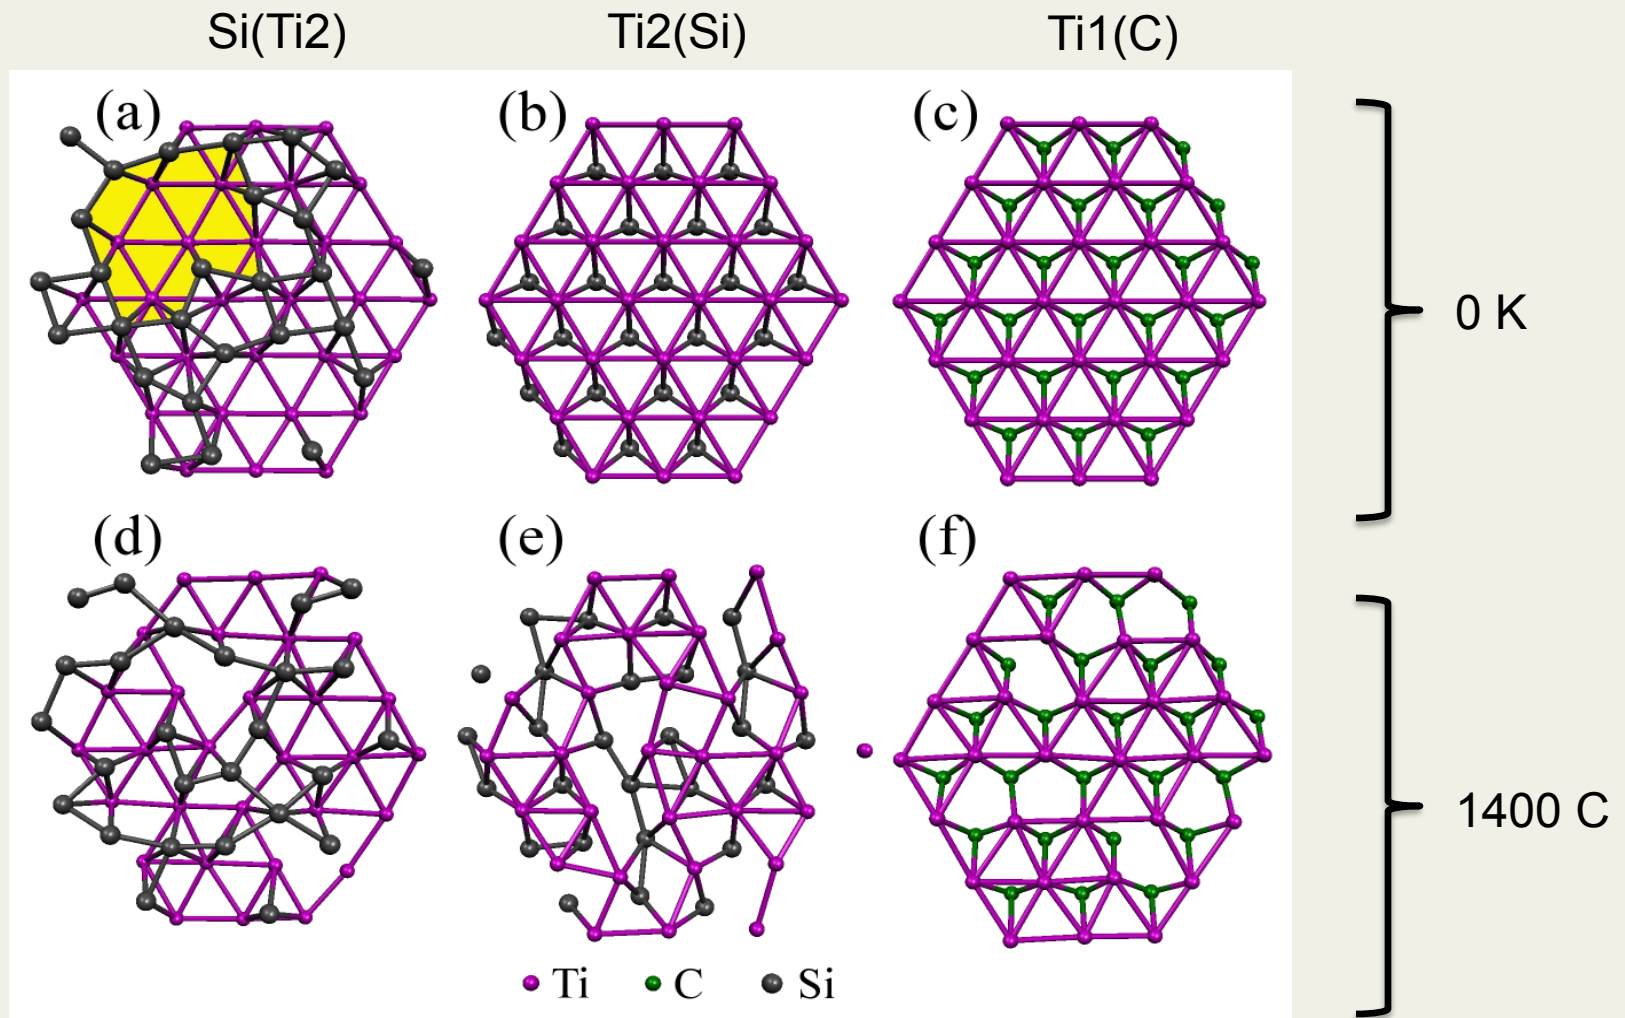 Si(Ti2) Ti2(Si) Ti1(C)
(a) (b) (c)
0 K
(d) (e) (f)
1400 C
Ti C Si